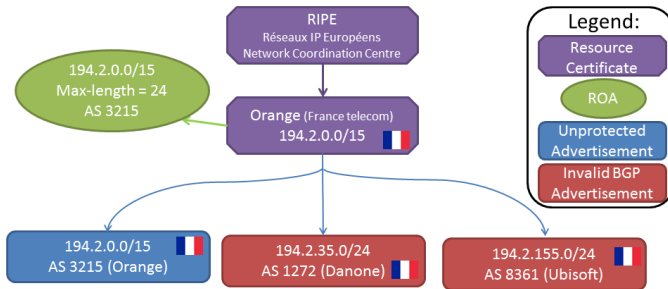 RIPE
Réseaux IP Européens
Network Coordination Centre
194.2.0.0/15
Max-length = 24
AS 3215
Orange (France telecom)
194.2.0.0/15
194.2.0.0/15
AS 3215 (Orange)
194.2.35.0/24
AS 1272 (Danone)
194.2.155.0/24
AS 8361 (Ubisoft)
Legend:
Resource
Certificate
ROA
Unprotected
Advertisement
Invalid BGP
Advertisement